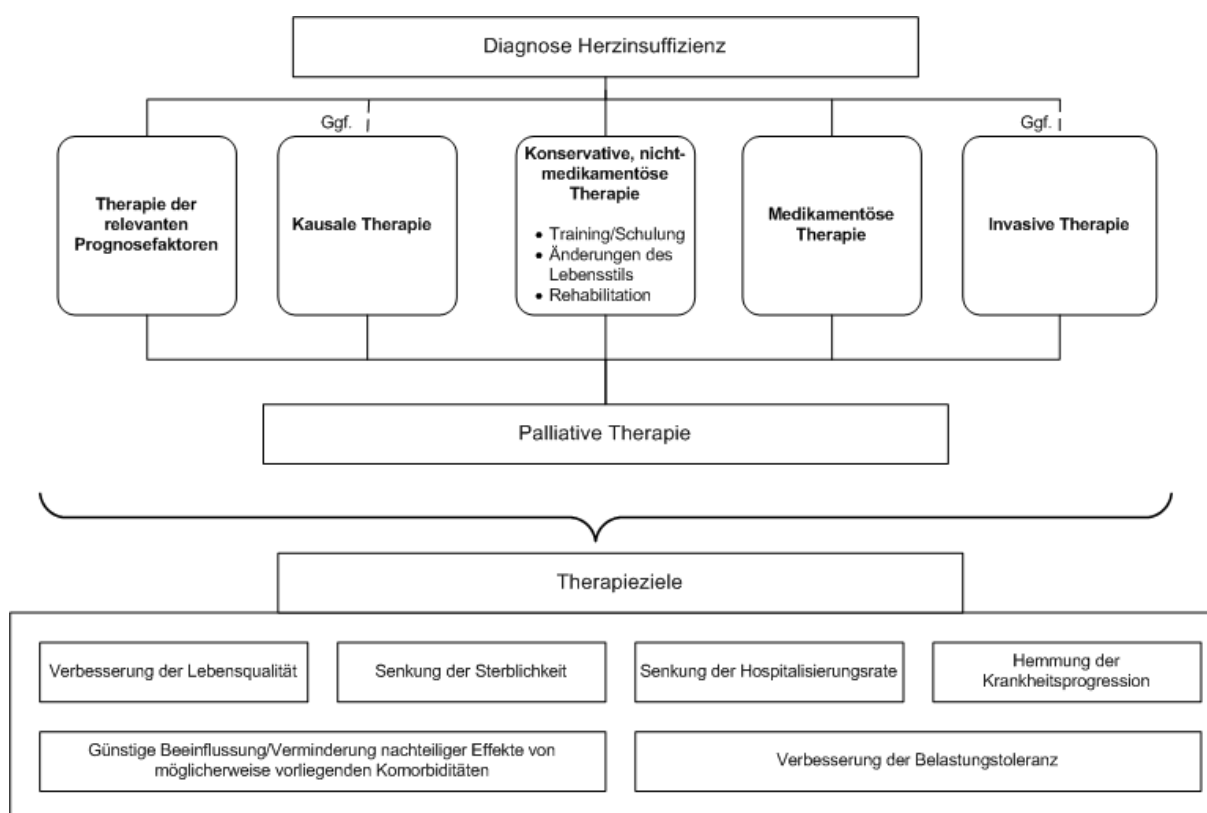 Diagnose Herzinsuffizienz
Ggf.
Ggf.
Therapie der
relevanten
Prognosefaktoren
Kausale Therapie
Konservative, nicht-
medikamentöse
Therapie
• Training/Schulung
• Änderungen des
Lebensstils
• Rehabilitation
Medikamentöse
Therapie
Invasive Therapie
Palliative Therapie
Therapieziele
Verbesserung der Lebensqualität
Senkung der Sterblichkeit
Senkung der Hospitalisierungsrate
Hemmung der
Krankheitsprogression
Günstige Beeinflussung/Verminderung nachteiliger Effekte von
möglicherweise vorliegenden Komorbiditäten
Verbesserung der Belastungstoleranz